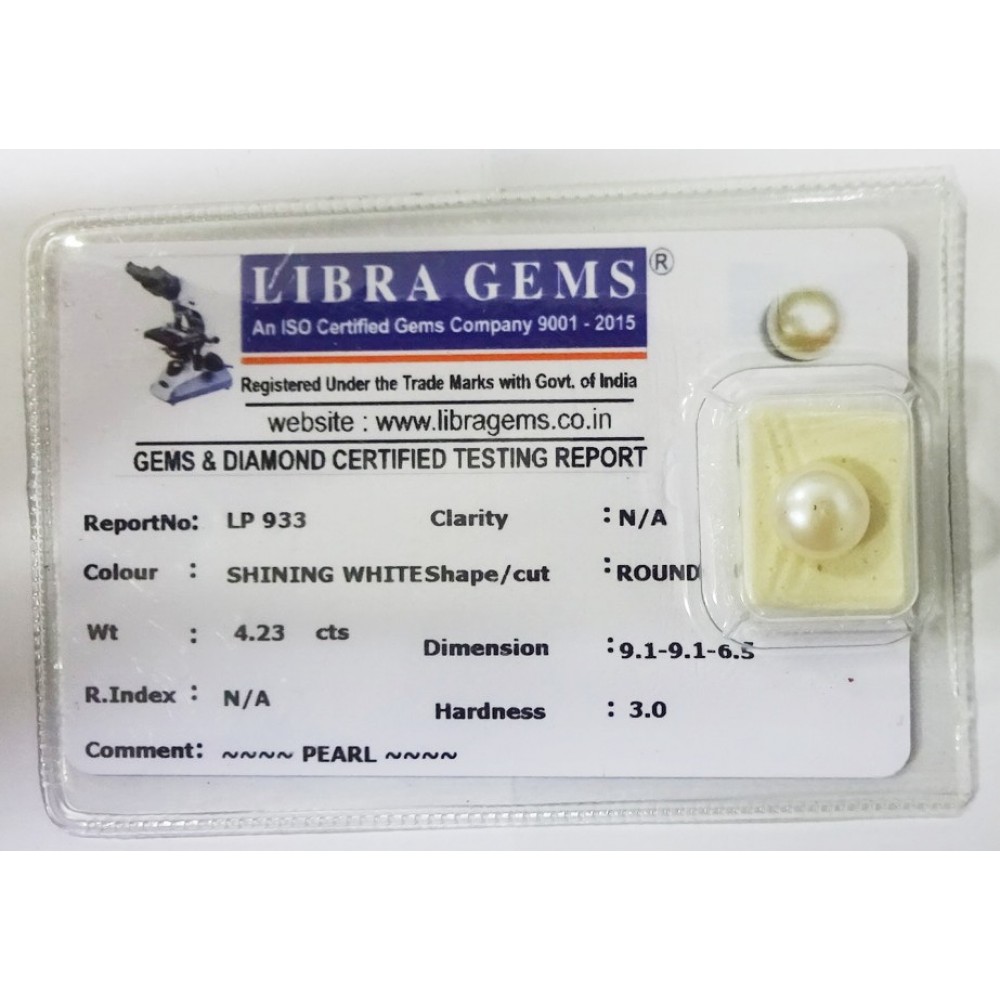 LIBRA GEMS ®
An ISO Certified Gems Company 9001 - 2015
Registered Under the Trade Marks with Govt. of India
website : www.libragems.co.in
GEMS & DIAMOND CERTIFIED TESTING REPORT
ReportNo: LP 933 Clarity : N/A
Colour : SHINING WHITE Shape/cut : ROUND
Wt : 4.23 cts Dimension : 9.1-9.1-6.5
R.Index : N/A Hardness : 3.0
Comment: ~~~~ PEARL ~~~~